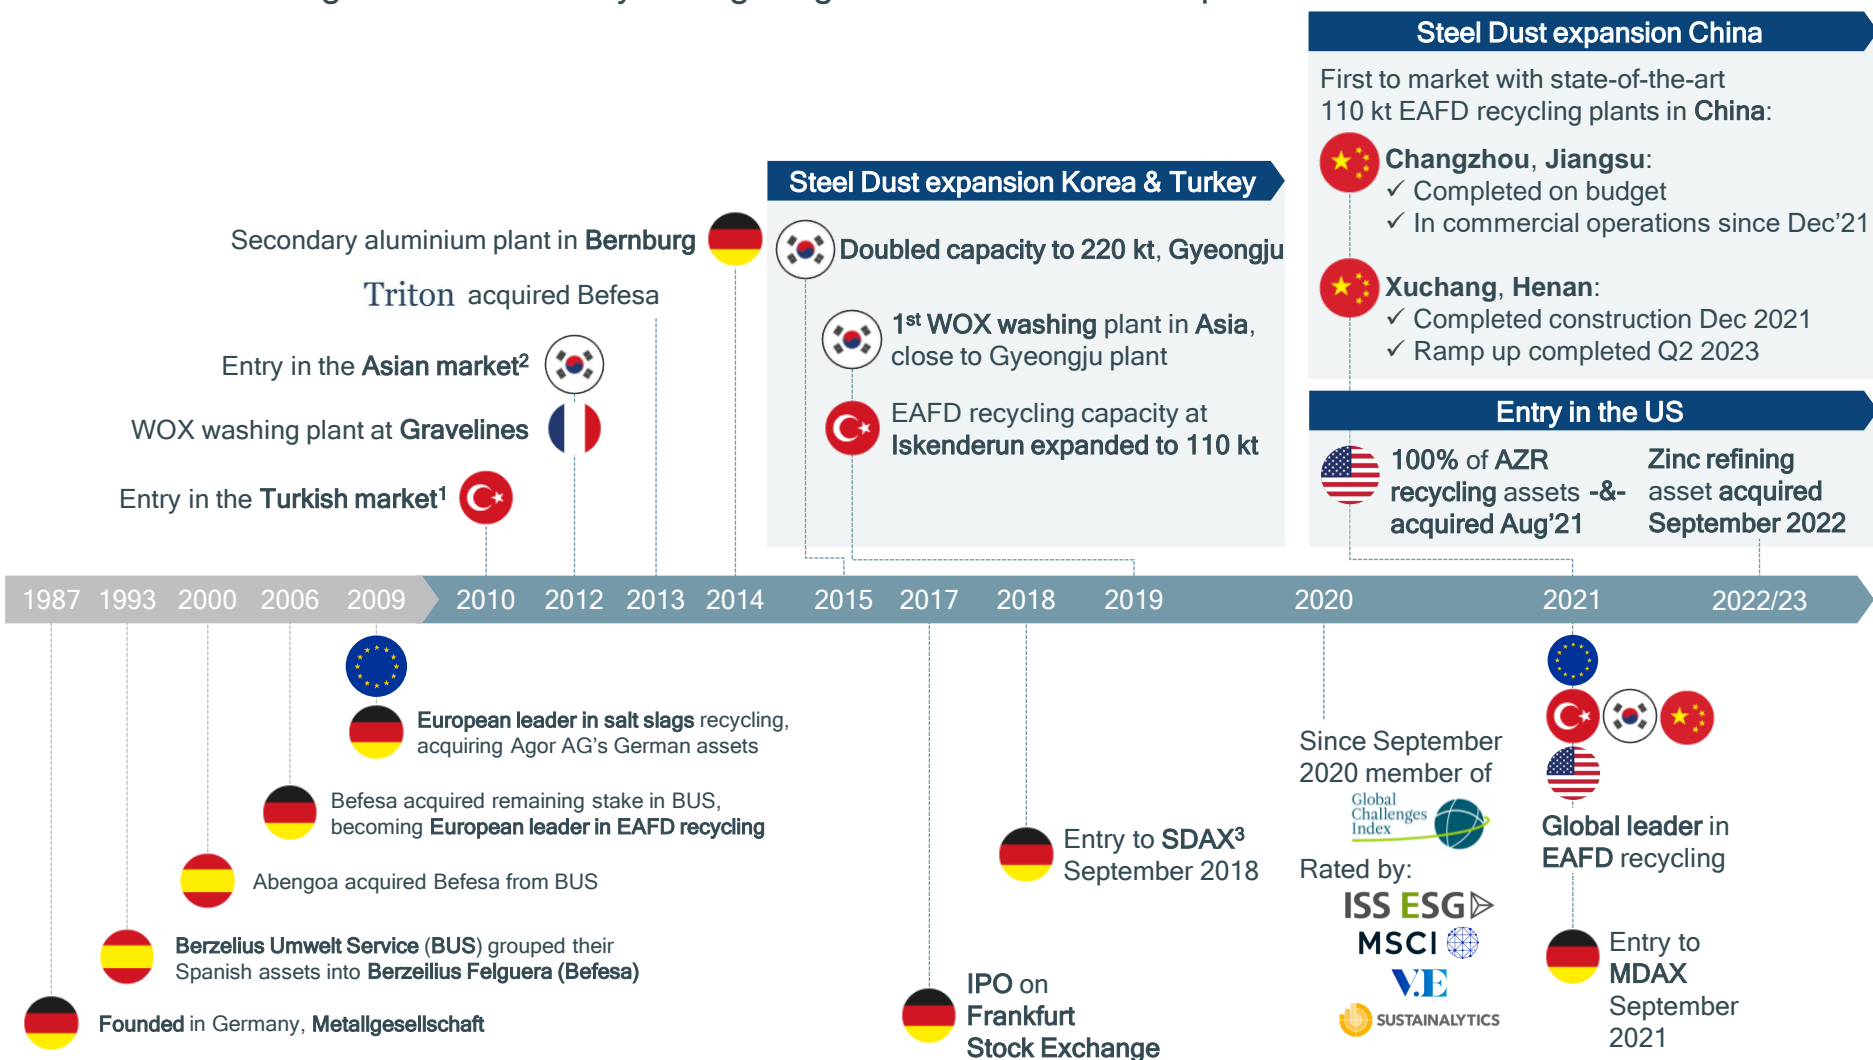 Steel Dust expansion China
First to market with state-of-the-art
110 kt EAFD recycling plants in China:
Changzhou, Jiangsu:
✓ Completed on budget
✓ In commercial operations since Dec'21
Xuchang, Henan:
✓ Completed construction Dec 2021
✓ Ramp up completed Q2 2023
Steel Dust expansion Korea & Turkey
Doubled capacity to 220 kt, Gyeongju
1st WOX washing plant in Asia,
close to Gyeongju plant
EAFD recycling capacity at
Iskenderun expanded to 110 kt
Entry in the US
100% of AZR
recycling assets -&-
acquired Aug'21
Zinc refining
asset acquired
September 2022
Secondary aluminium plant in Bernburg
Triton acquired Befesa
Entry in the Asian market2
WOX washing plant at Gravelines
Entry in the Turkish market1
1987 1993 2000 2006 2009 2010 2012 2013 2014 2015 2017 2018 2019 2020 2021 2022/23
European leader in salt slags recycling,
acquiring Agor AG's German assets
Befesa acquired remaining stake in BUS,
becoming European leader in EAFD recycling
Abengoa acquired Befesa from BUS
Berzelius Umwelt Service (BUS) grouped their
Spanish assets into Berzeilius Felguera (Befesa)
Founded in Germany, Metallgesellschaft
IPO on
Frankfurt
Stock Exchange
Entry to SDAX3
September 2018
Since September
2020 member of
Global
Challenges
Index
Rated by:
ISS ESG
MSCI
V.E
SUSTAINALYTICS
Global leader in
EAFD recycling
Entry to
MDAX
September
2021